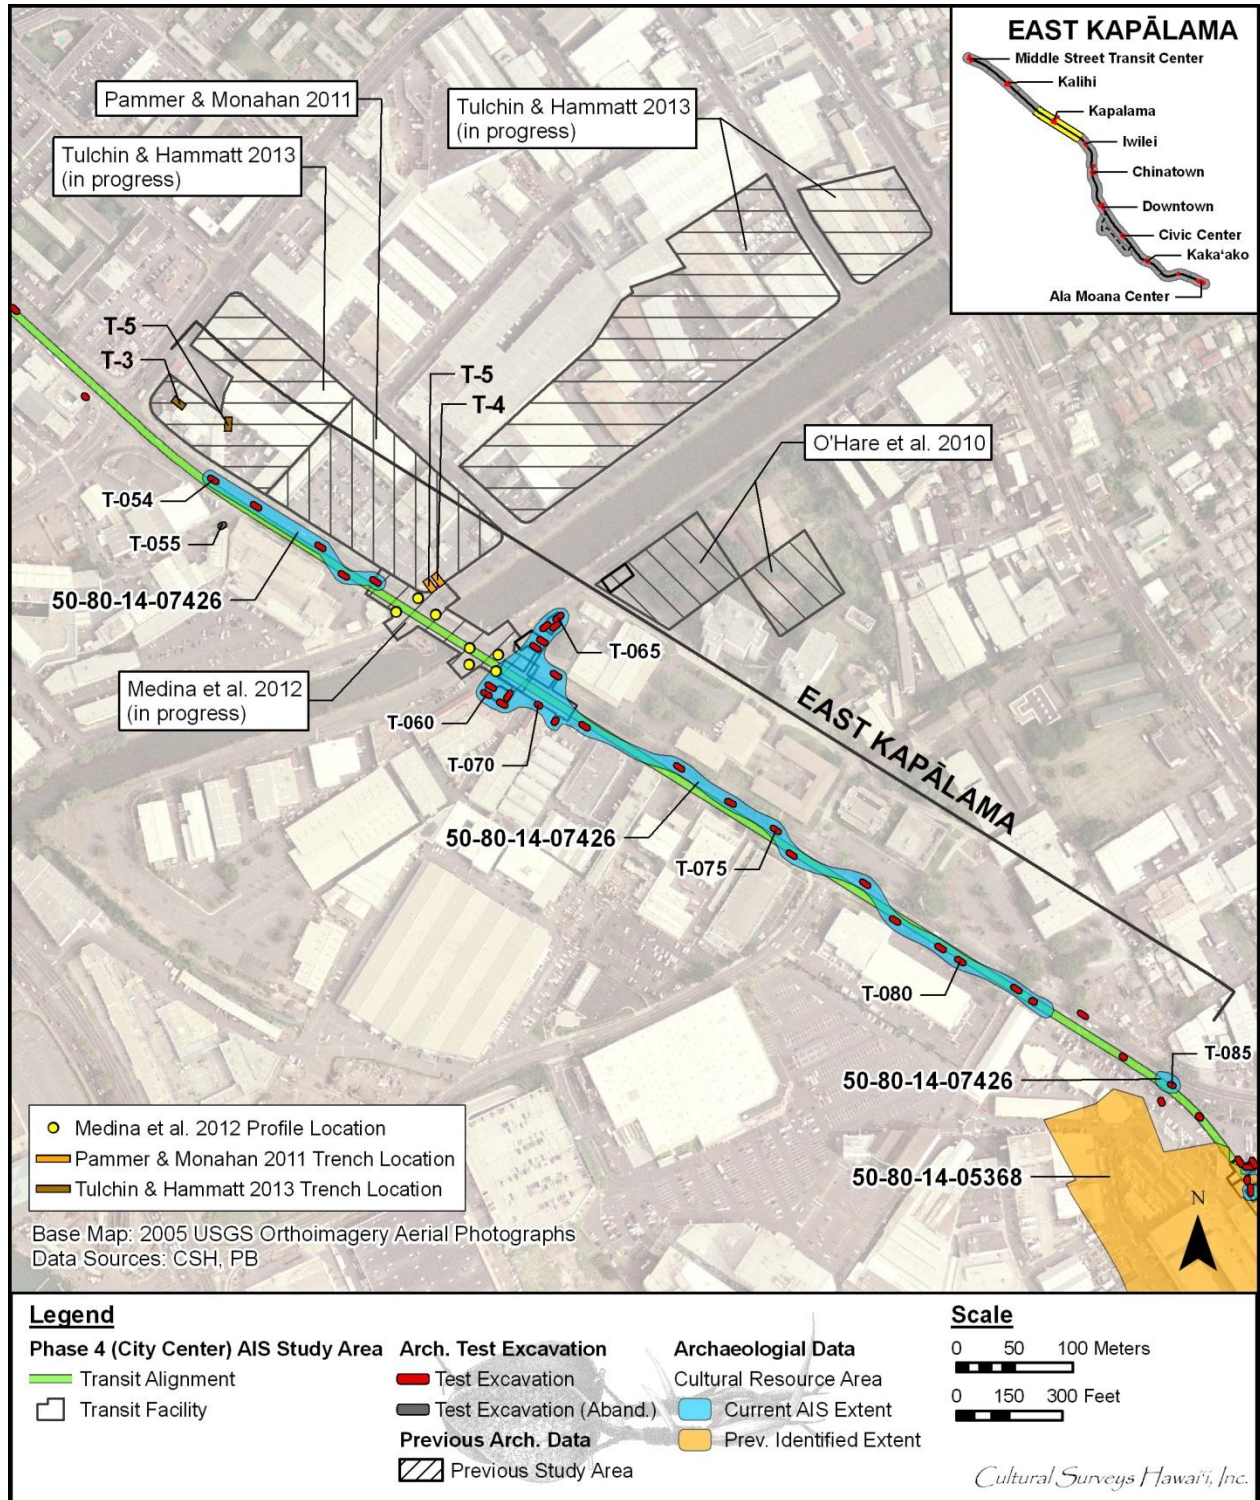 EAST KAPĀLAMA
Middle Street Transit Center
Kalihi
Kapalama
Iwilei
Chinatown
Downtown
Civic Center
Kaka'ako
Ala Moana Center
Pammer & Monahan 2011
Tulchin & Hammatt 2013
(in progress)
Tulchin & Hammatt 2013
(in progress)
T-5
T-3
T-5
T-4
O'Hare et al. 2010
T-054
T-055
50-80-14-07426
T-065
Medina et al. 2012
(in progress)
T-060
T-070
EAST KAPĀLAMA
50-80-14-07426
T-075
T-080
T-085
50-80-14-07426
50-80-14-05368
N
Medina et al. 2012 Profile Location
Pammer & Monahan 2011 Trench Location
Tulchin & Hammatt 2013 Trench Location
Base Map: 2005 USGS Orthoimagery Aerial Photographs
Data Sources: CSH, PB
Legend
Phase 4 (City Center) AIS Study Area
Transit Alignment
Transit Facility
Arch. Test Excavation
Test Excavation
Test Excavation (Aband.)
Previous Arch. Data
Previous Study Area
Archaeologial Data
Cultural Resource Area
Current AIS Extent
Prev. Identified Extent
Scale
0 50 100 Meters
0 150 300 Feet
Cultural Surveys Hawai'i, Inc.